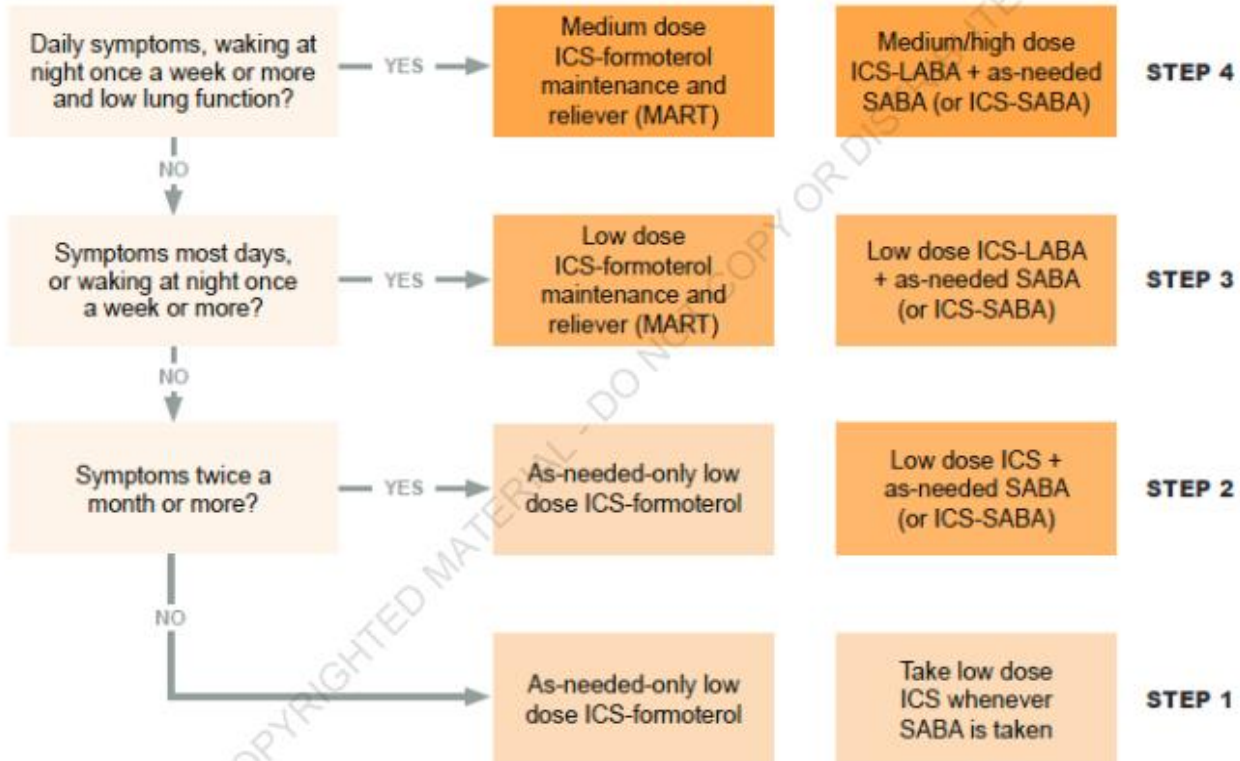 Daily symptoms, waking at
night once a week or more
and low lung function?
YES
Medium dose
ICS-formoterol
maintenance and
reliever (MART)
Medium/high dose
ICS-LABA + as-needed
SABA (or ICS-SABA)
STEP 4
NO
Symptoms most days,
or waking at night once
a week or more?
YES
Low dose
ICS-formoterol
maintenance and
reliever (MART)
Low dose ICS-LABA
+ as-needed SABA
(or ICS-SABA)
STEP 3
NO
Symptoms twice a
month or more?
YES
As-needed-only low
dose ICS-formoterol
Low dose ICS +
as-needed SABA
(or ICS-SABA)
STEP 2
NO
As-needed-only low
dose ICS-formoterol
Take low dose
ICS whenever
SABA is taken
STEP 1
OPYRIGHTED MATERIAL - DO NOT COPY OR DIS